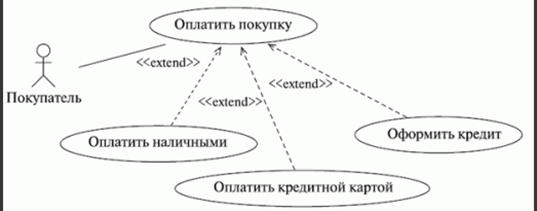 Оплатить покупку
<<extend>>
Покупатель
<<extend>>
<<extend>>
Оплатить наличными
Оформить кредит
Оплатить кредитной картой